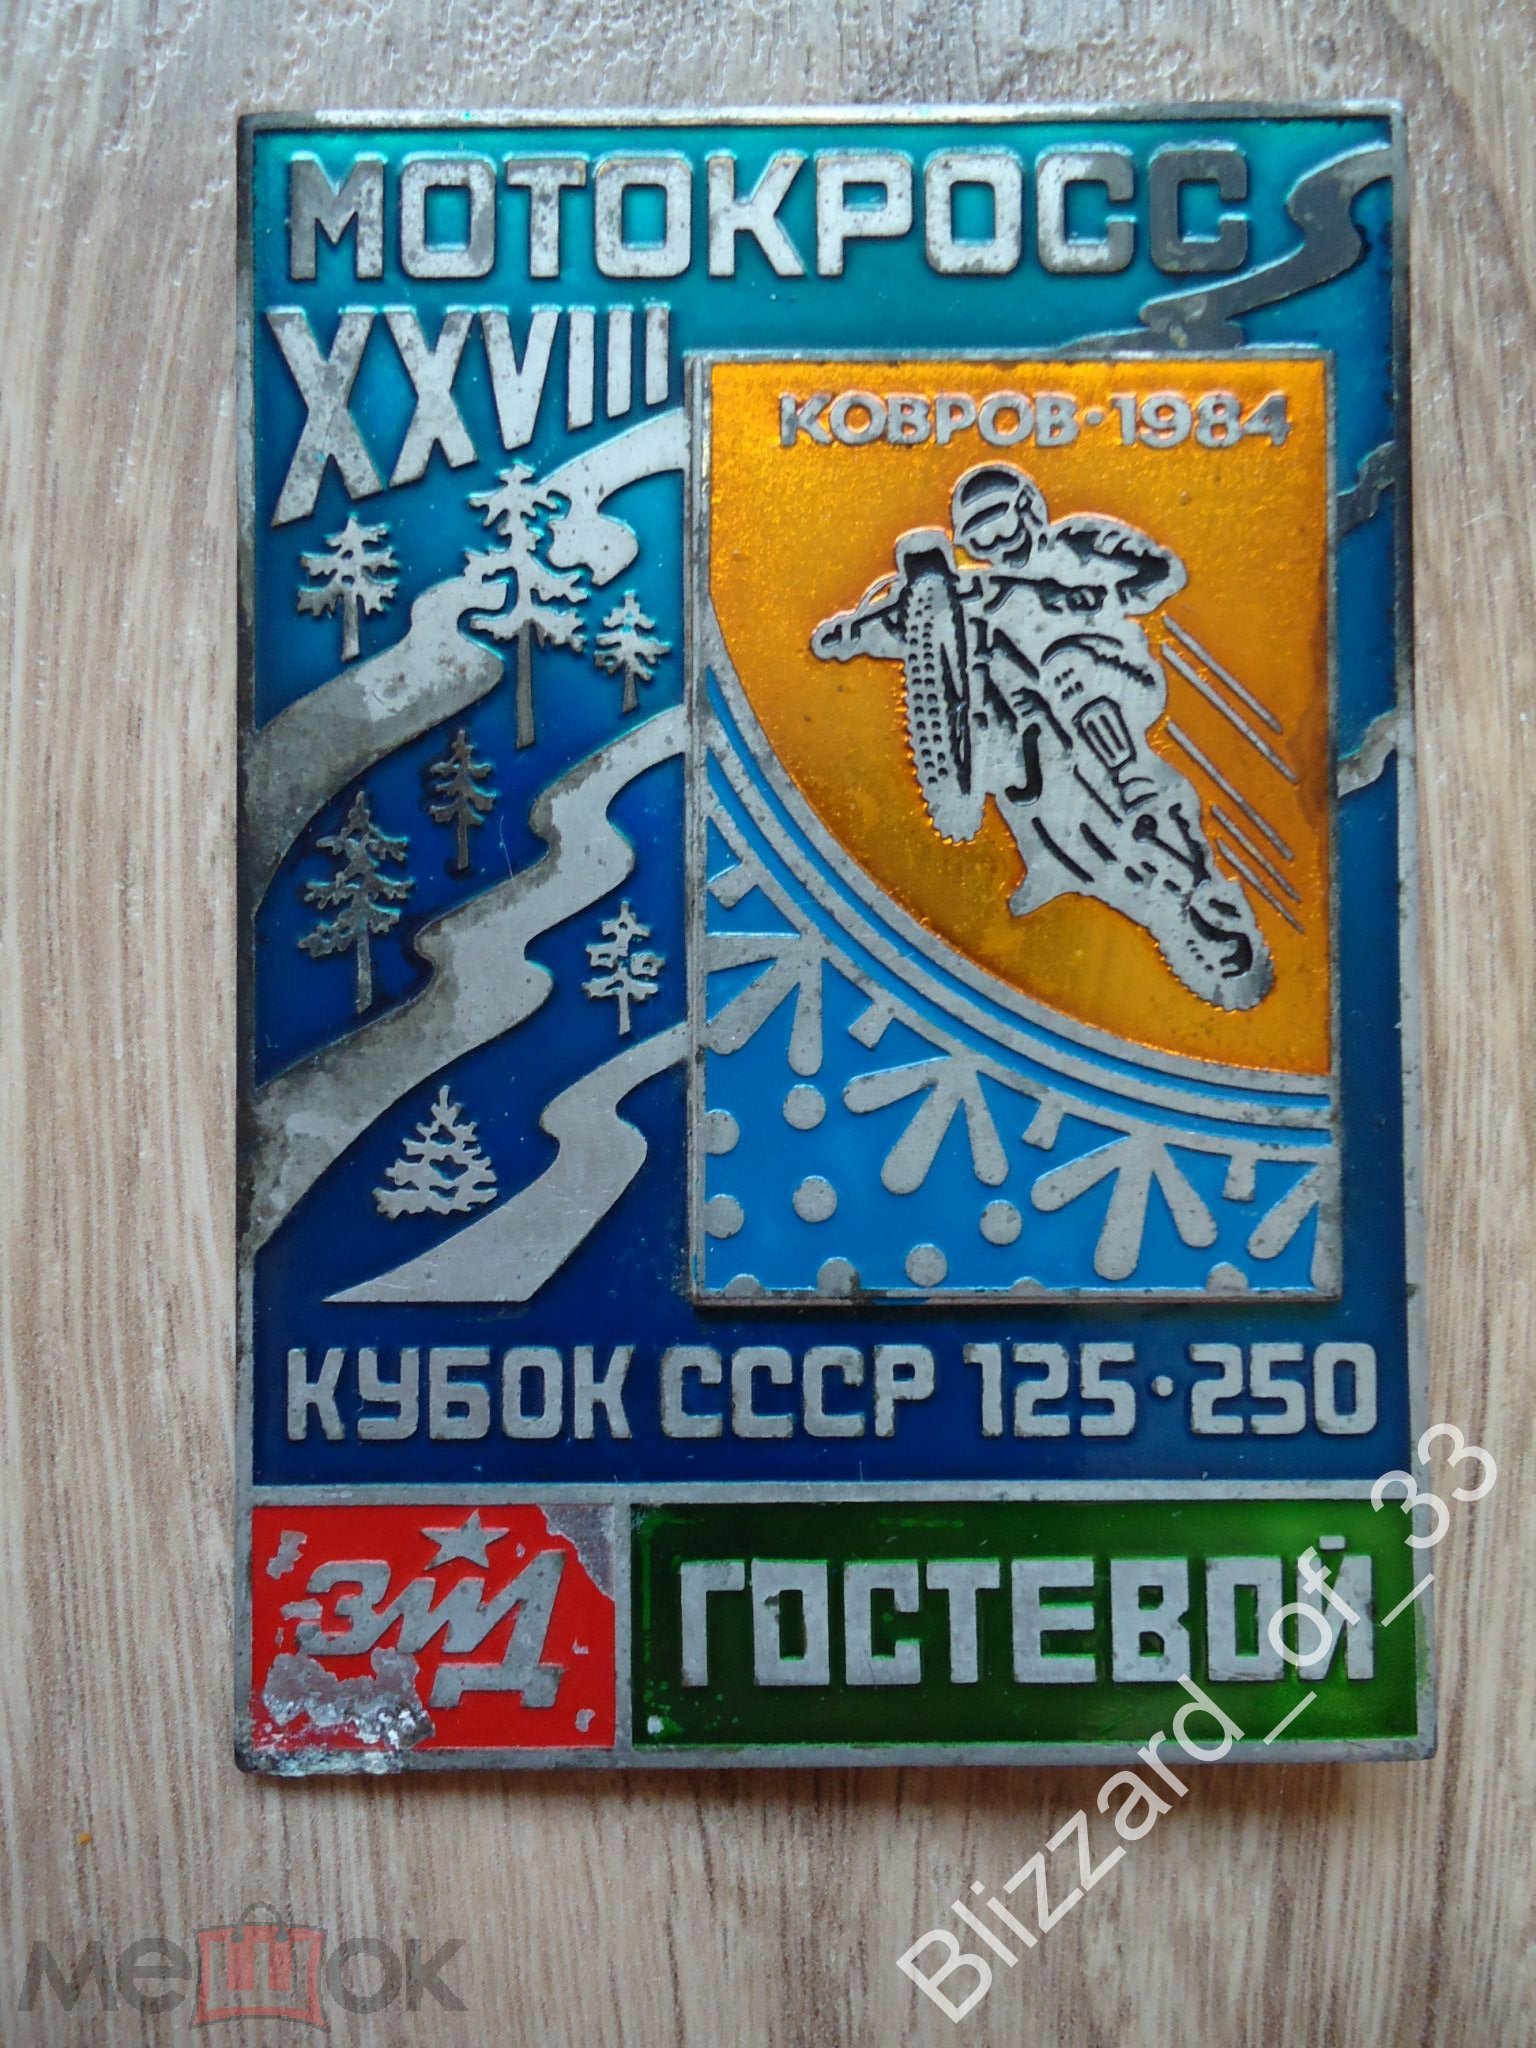 МОТОКРОСС
XXVIII
КОВРОВ·1984
КУБОК СССР 125·250
ЗИД
ГОСТЕВОЙ
Blizzard_of_33
мешок